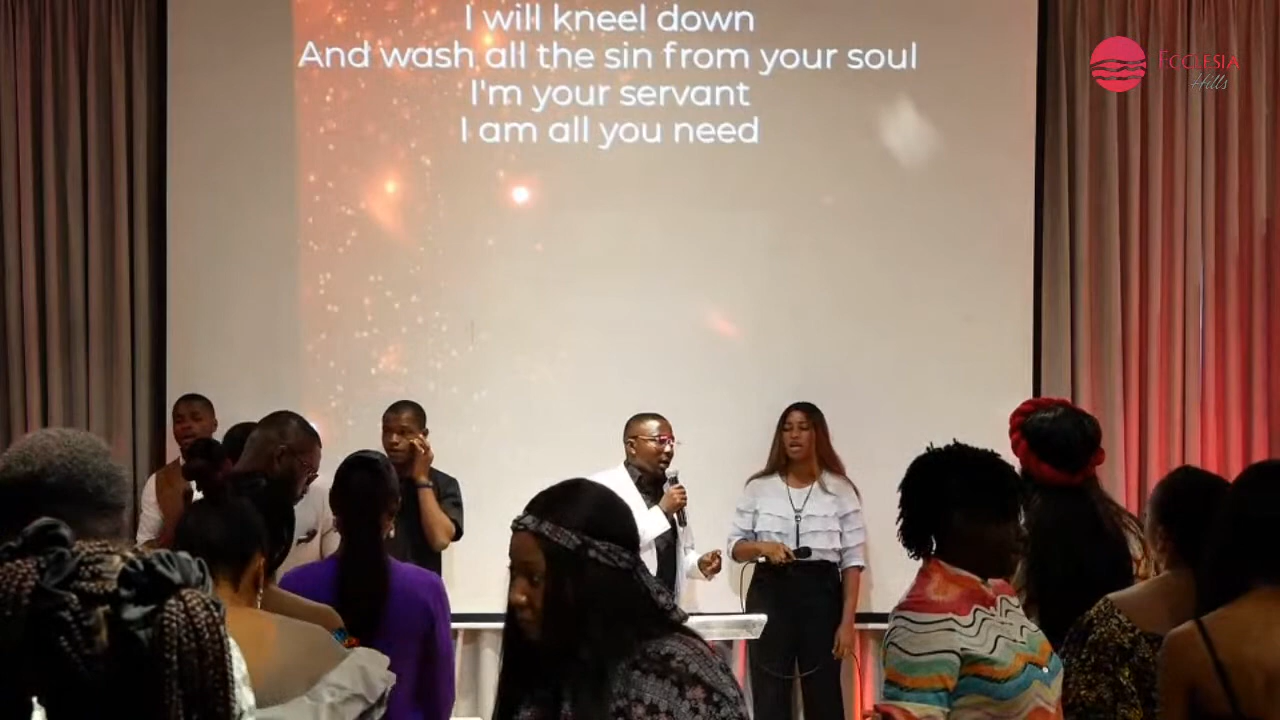 I will kneel down
And wash all the sin from your soul
I'm your servant
I am all you need
ECCLESIA
Hills